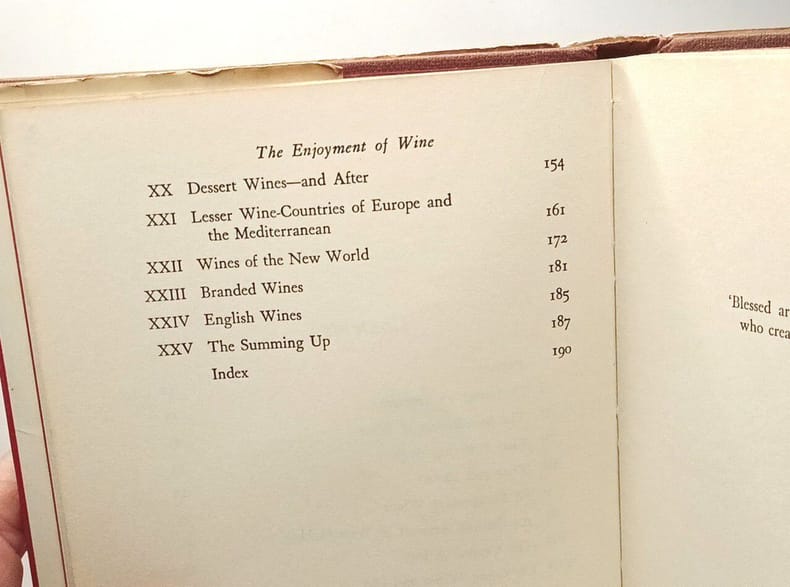 The Enjoyment of Wine
XX Dessert Wines—and After 154
XXI Lesser Wine-Countries of Europe and
the Mediterranean 161
XXII Wines of the New World 172
XXIII Branded Wines 181
XXIV English Wines 185
XXV The Summing Up 187
Index 190
'Blessed
who